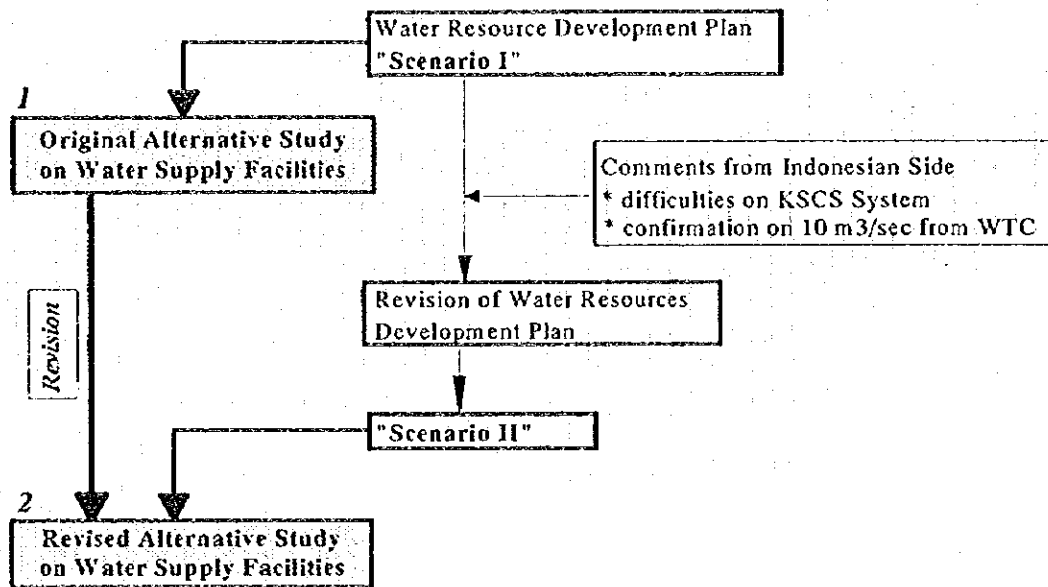 Water Resource Development Plan
"Scenario I"
1
Original Alternative Study
on Water Supply Facilities
Comments from Indonesian Side
* difficulties on KSCS System
* confirmation on 10 m3/sec from WTC
Revision of Water Resources
Development Plan
Revision
"Scenario II"
2
Revised Alternative Study
on Water Supply Facilities